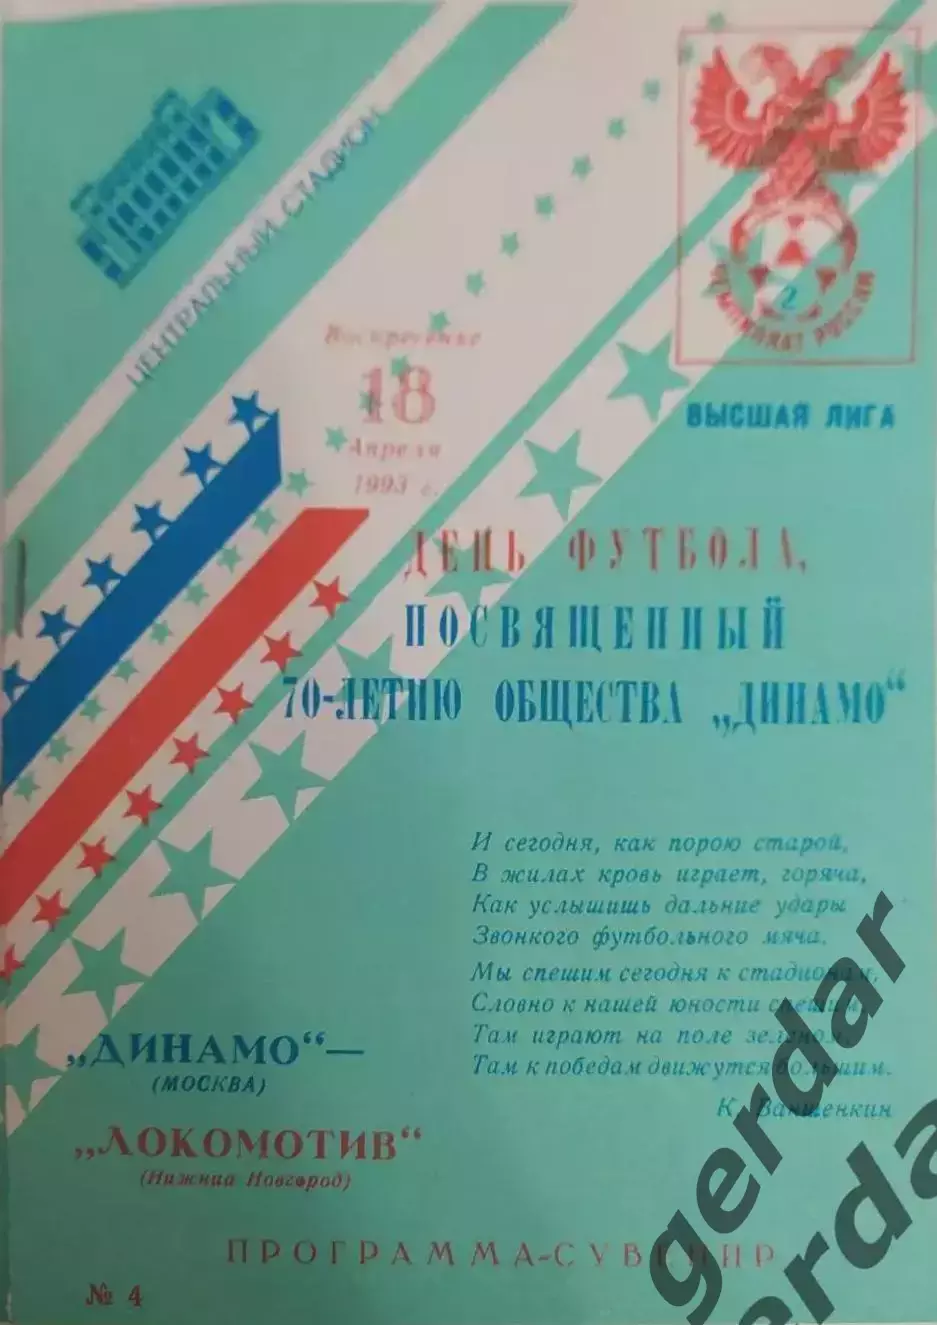 ЦЕНТРАЛЬНЫЙ СТАДИОН
2
ЧЕМПИОНАТ РОССИИ
ВЫСШАЯ ЛИГА
Воскресенье
18
Апреля
1993 г.
ДЕНЬ ФУТБОЛА,
ПОСВЯЩЕННЫЙ
70-ЛЕТИЮ ОБЩЕСТВА „ДИНАМО“
И сегодня, как порою старой,
В жилах кровь играет, горяча,
Как услышишь дальние удары
Звонкого футбольного мяча.
Мы спешим сегодня к стадионам,
Словно к нашей юности спешим,
Там играют на поле зеленом,
Там к победам движутся большим.
К. Ваншенкин
„ДИНАМО“—
(МОСКВА)
„ЛОКОМОТИВ“
(Нижний Новгород)
ПРОГРАММА-СУВЕНИР
№ 4
gerdar
gerda